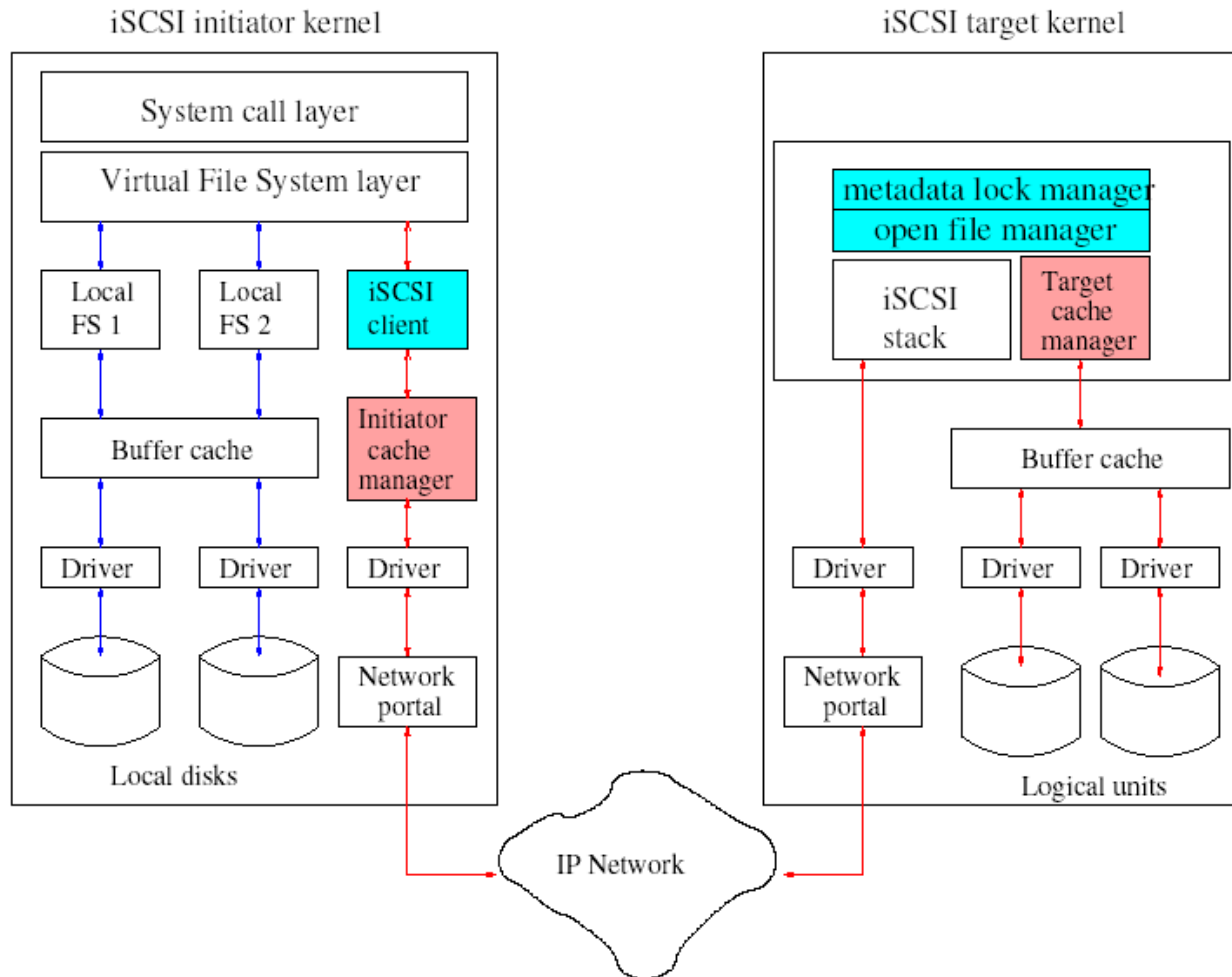 iSCSI initiator kernel
System call layer
Virtual File System layer
Local
FS 1
Local
FS 2
iSCSI
client
Buffer cache
Initiator
cache
manager
Driver
Driver
Driver
Network
portal
Local disks
IP Network
iSCSI target kernel
metadata lock manager
open file manager
iSCSI
stack
Target
cache
manager
Buffer cache
Driver
Driver
Driver
Network
portal
Logical units